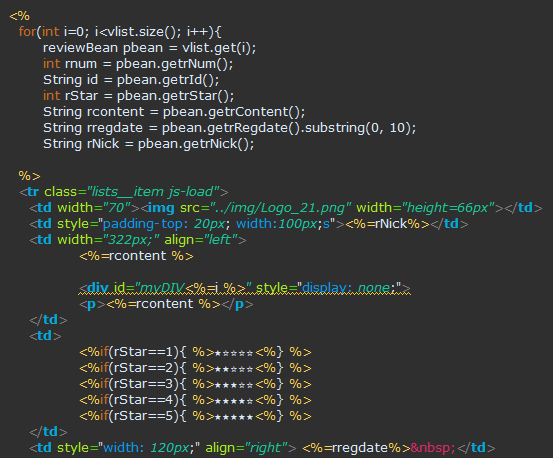 <%
for(int i=0; i<vlist.size(); i++){
reviewBean pbean = vlist.get(i);
int rnum = pbean.getrNum();
String id = pbean.getrId();
int rStar = pbean.getrStar();
String rcontent = pbean.getrContent();
String rregdate = pbean.getrRegdate().substring(0, 10);
String rNick = pbean.getrNick();
%>
<tr class="lists__item js-load">
<td width="70"><img src="../img/Logo_21.png" width="height=66px"></td>
<td style="padding-top: 20px; width:100px;s"><%=rNick%></td>
<td width="322px;" align="left">
<%=rcontent %>
<div id="myDIV<%=i %>" style="display: none;">
<p><%=rcontent %></p>
</td>
<td>
<%if(rStar==1){ %>★☆☆☆☆<%} %>
<%if(rStar==2){ %>★★☆☆☆<%} %>
<%if(rStar==3){ %>★★★☆☆<%} %>
<%if(rStar==4){ %>★★★★☆<%} %>
<%if(rStar==5){ %>★★★★★<%} %>
</td>
<td style="width: 120px;" align="right"> <%=rregdate%>&nbsp;</td>